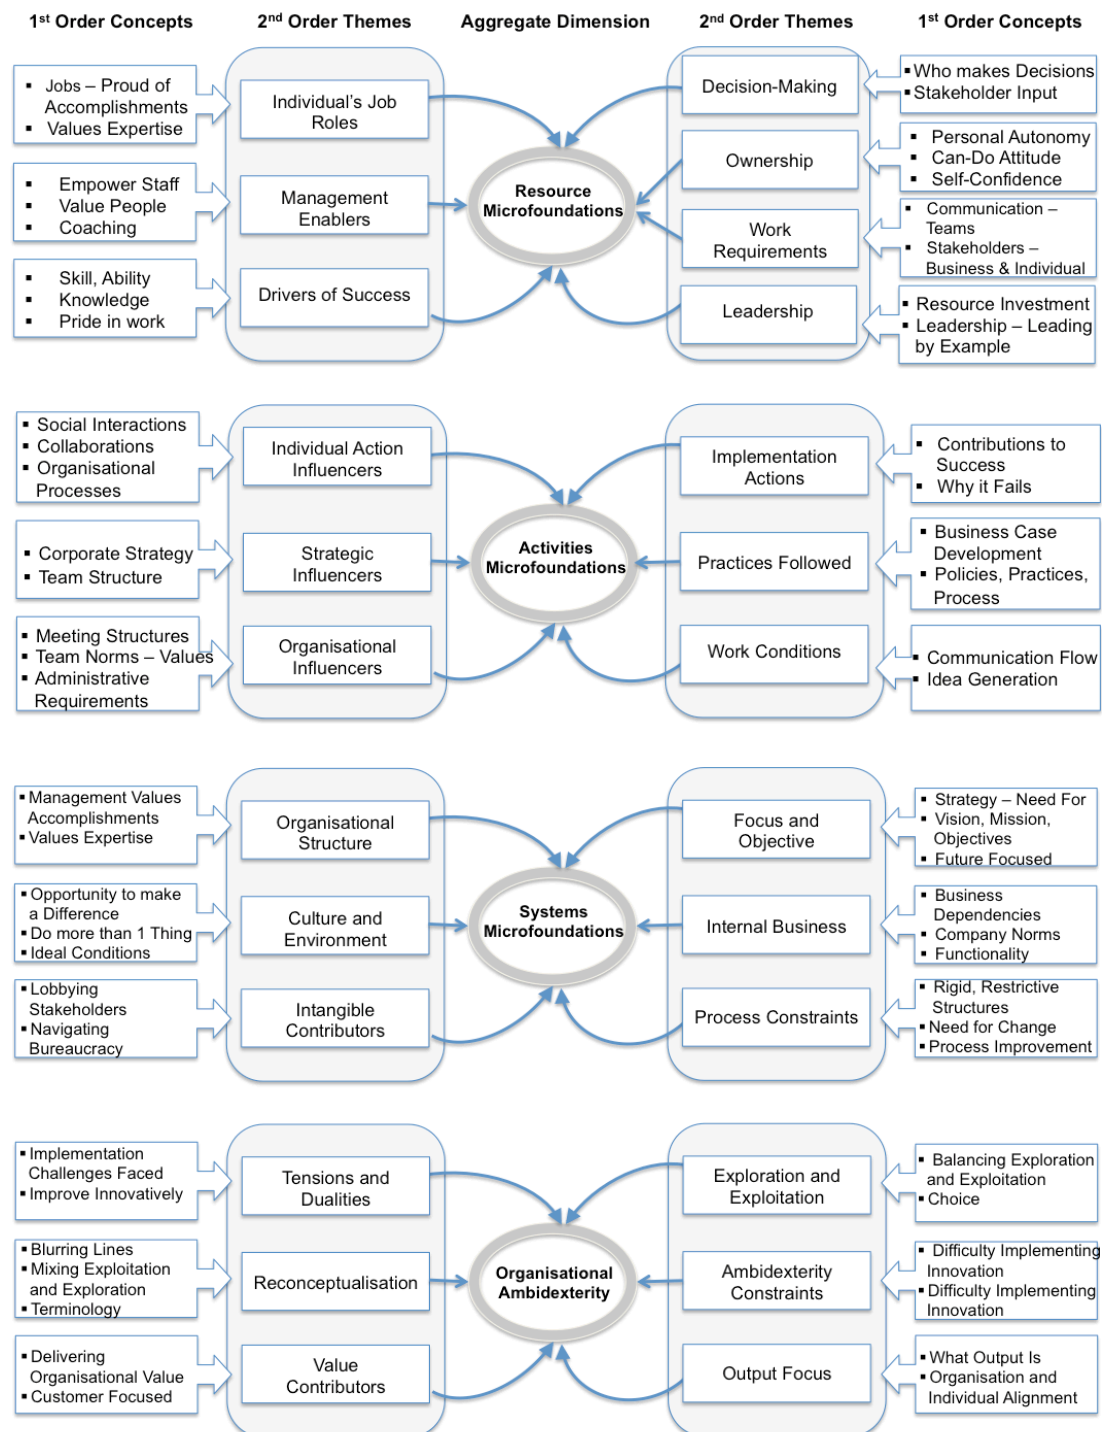 1st Order Concepts
2nd Order Themes
Aggregate Dimension
2nd Order Themes
1st Order Concepts
▪ Jobs – Proud of
Accomplishments
▪ Values Expertise
▪ Empower Staff
▪ Value People
▪ Coaching
▪ Skill, Ability
▪ Knowledge
▪ Pride in work
Individual's Job
Roles
Management
Enablers
Drivers of Success
Resource
Microfoundations
Decision-Making
Ownership
Work
Requirements
Leadership
▪ Who makes Decisions
▪ Stakeholder Input
▪ Personal Autonomy
▪ Can-Do Attitude
▪ Self-Confidence
▪ Communication –
Teams
▪ Stakeholders –
Business & Individual
▪ Resource Investment
▪ Leadership – Leading
by Example
▪ Social Interactions
▪ Collaborations
▪ Organisational
Processes
▪ Corporate Strategy
▪ Team Structure
▪ Meeting Structures
▪ Team Norms – Values
▪ Administrative
Requirements
Individual Action
Influencers
Strategic
Influencers
Organisational
Influencers
Activities
Microfoundations
Implementation
Actions
Practices Followed
Work Conditions
▪ Contributions to
Success
▪ Why it Fails
▪ Business Case
Development
▪ Policies, Practices,
Process
▪ Communication Flow
▪ Idea Generation
▪ Management Values
Accomplishments
▪ Values Expertise
▪ Opportunity to make
a Difference
▪ Do more than 1 Thing
▪ Ideal Conditions
▪ Lobbying
Stakeholders
▪ Navigating
Bureaucracy
Organisational
Structure
Culture and
Environment
Intangible
Contributors
Systems
Microfoundations
Focus and
Objective
Internal Business
Process Constraints
▪ Strategy – Need For
▪ Vision, Mission,
Objectives
▪ Future Focused
▪ Business
Dependencies
▪ Company Norms
▪ Functionality
▪ Rigid, Restrictive
Structures
▪ Need for Change
▪ Process Improvement
▪ Implementation
Challenges Faced
▪ Improve Innovatively
▪ Blurring Lines
▪ Mixing Exploitation
and Exploration
▪ Terminology
▪ Delivering
Organisational Value
▪ Customer Focused
Tensions and
Dualities
Reconceptualisation
Value
Contributors
Organisational
Ambidexterity
Exploration and
Exploitation
Ambidexterity
Constraints
Output Focus
▪ Balancing Exploration
and Exploitation
▪ Choice
▪ Difficulty Implementing
Innovation
▪ Difficulty Implementing
Innovation
▪ What Output Is
▪ Organisation and
Individual Alignment